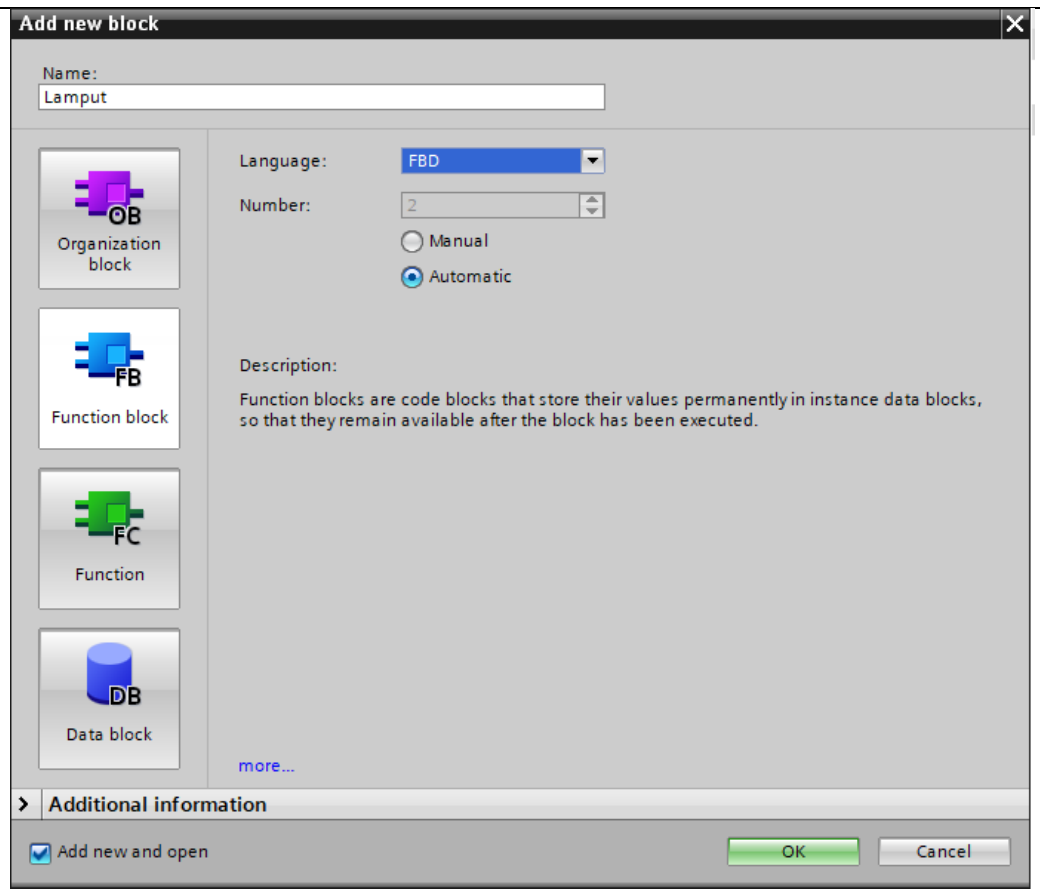 Add new block
Name:
Lamput
OB
Organization
block
FB
Function block
FC
Function
DB
Data block
Language:
FBD
Number:
2
Manual
Automatic
Description:
Function blocks are code blocks that store their values permanently in instance data blocks,
so that they remain available after the block has been executed.
more...
Additional information
Add new and open
OK
Cancel